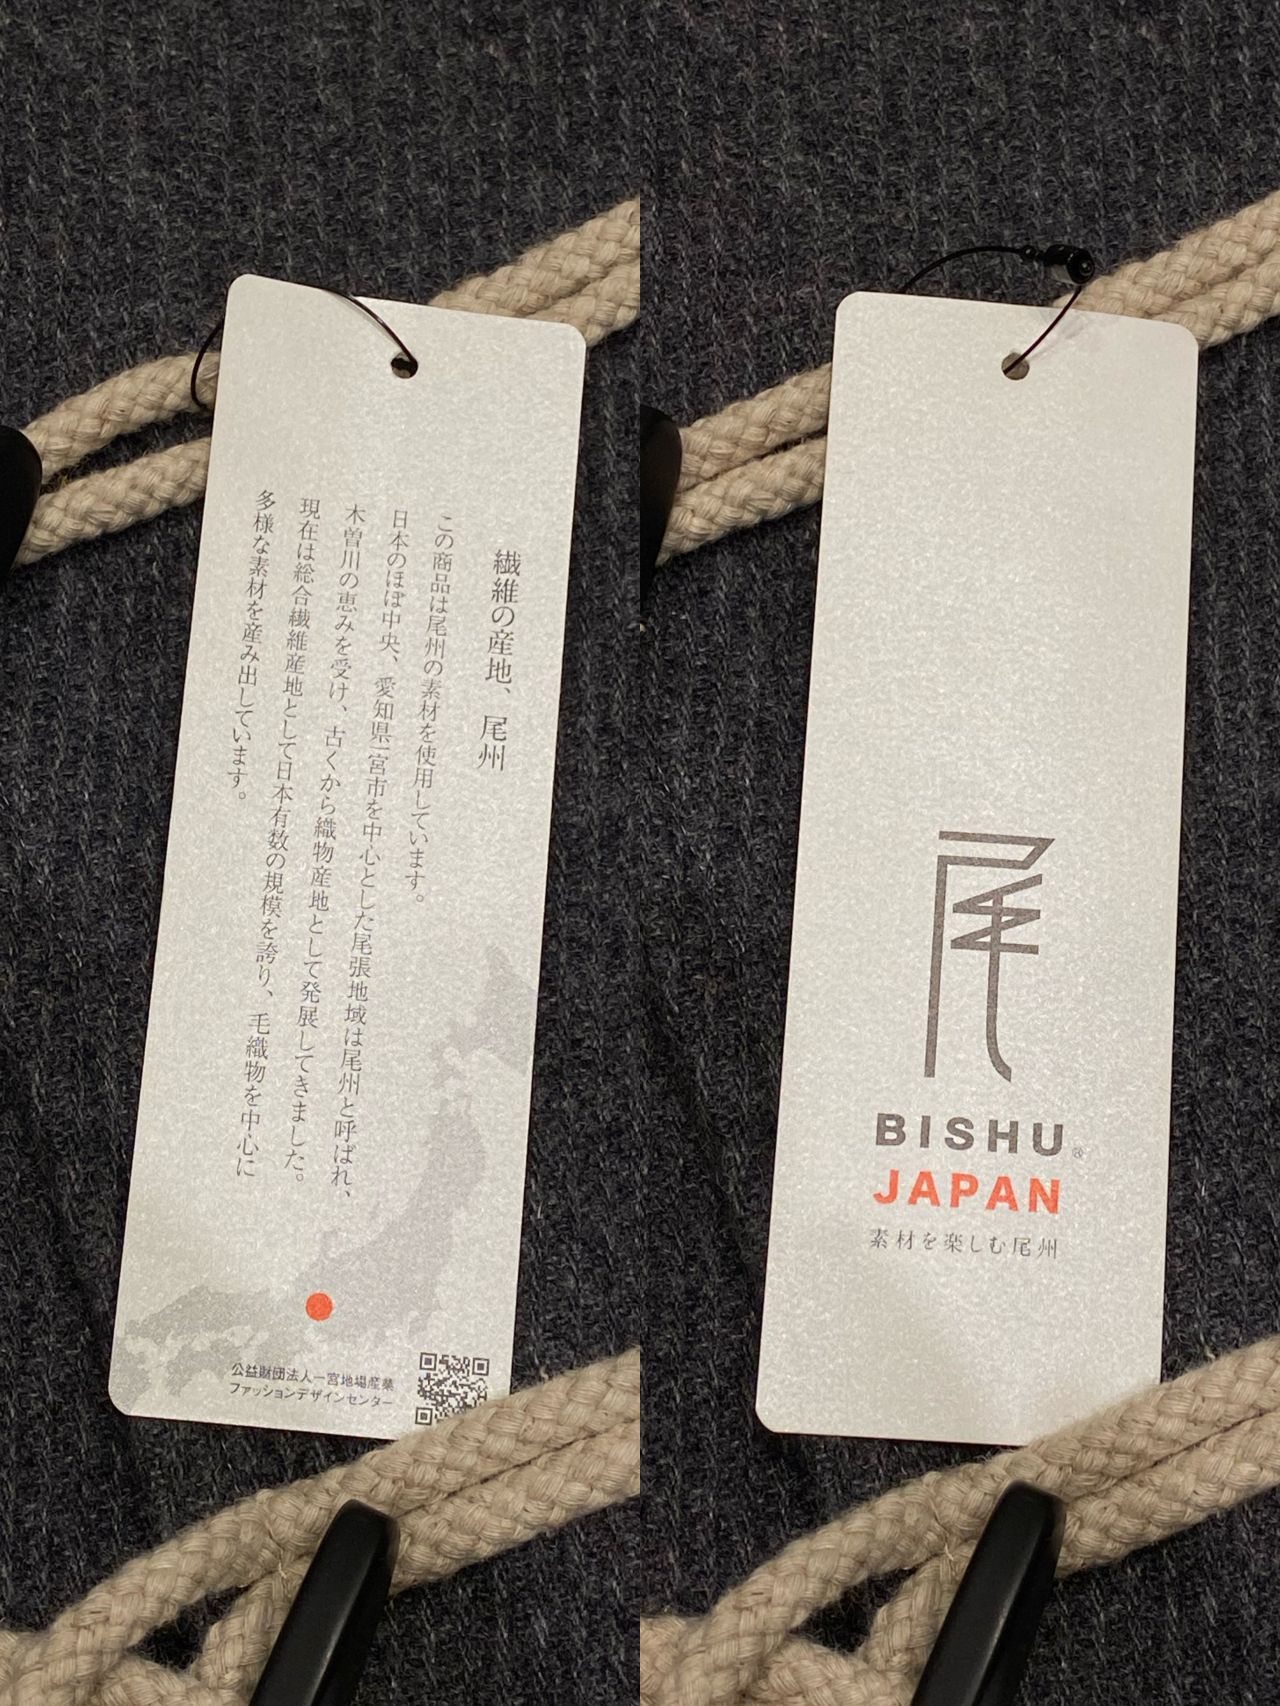 繊維の産地、尾州
この商品は尾州の素材を使用しています。
日本のほぼ中央、愛知県一宮市を中心とした尾張地域は尾州と呼ばれ、
木曽川の恵みを受け、古くから織物産地として発展してきました。
現在は総合繊維産地として日本有数の規模を誇り、毛織物を中心に
多様な素材を産み出しています。
公益財団法人一宮地場産業
ファッションデザインセンター
尾
BISHU®
JAPAN
素材を楽しむ尾州